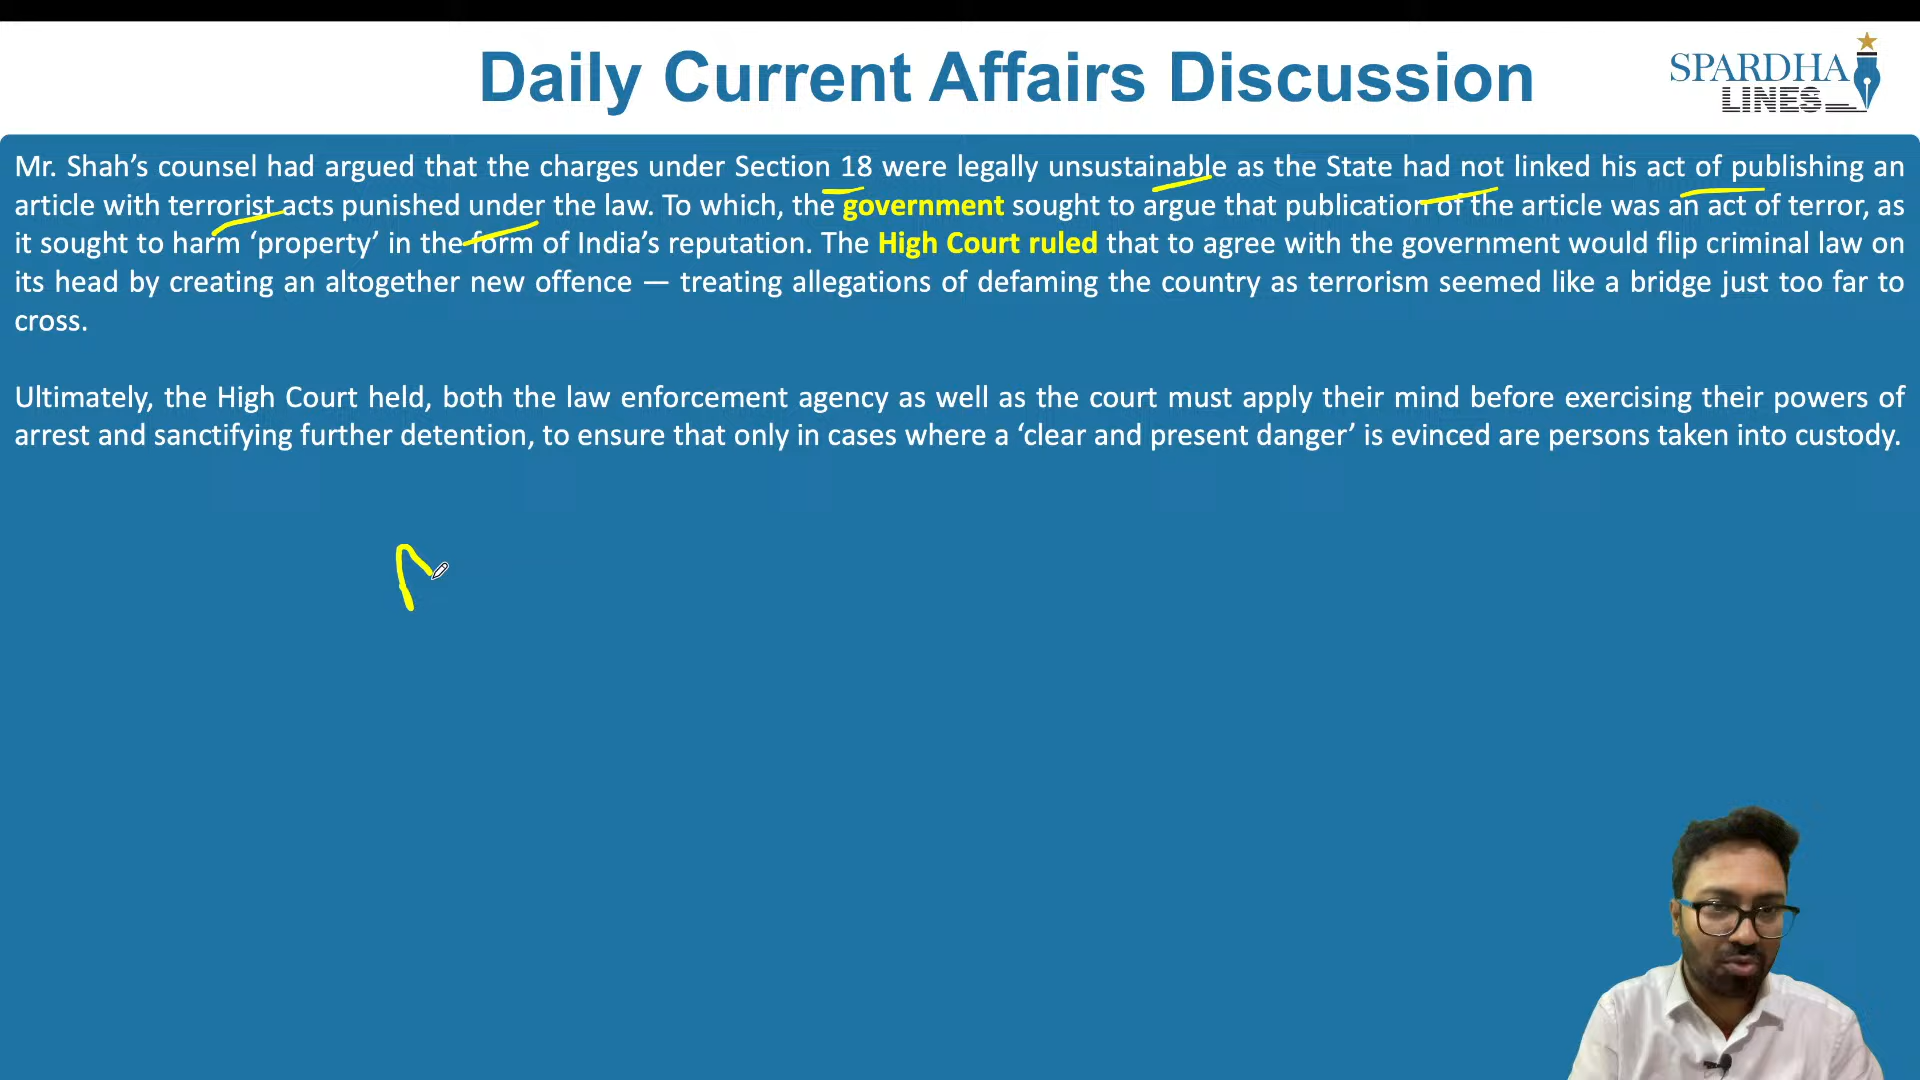 Daily Current Affairs Discussion
SPARDHA
LINES
Mr. Shah’s counsel had argued that the charges under Section 18 were legally unsustainable as the State had not linked his act of publishing an
article with terrorist acts punished under the law. To which, the government sought to argue that publication of the article was an act of terror, as
it sought to harm ‘property’ in the form of India’s reputation. The High Court ruled that to agree with the government would flip criminal law on
its head by creating an altogether new offence — treating allegations of defaming the country as terrorism seemed like a bridge just too far to
cross.
Ultimately, the High Court held, both the law enforcement agency as well as the court must apply their mind before exercising their powers of
arrest and sanctifying further detention, to ensure that only in cases where a ‘clear and present danger’ is evinced are persons taken into custody.